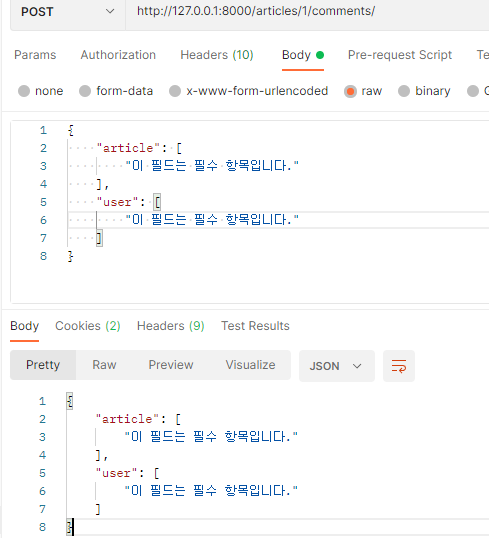 POST http://127.0.0.1:8000/articles/1/comments/
Params Authorization Headers (10) Body Pre-request Script
none form-data x-www-form-urlencoded raw binary
1 {
2 "article": [
3 "이 필드는 필수 항목입니다."
4 ],
5 "user": [
6 "이 필드는 필수 항목입니다."
7 ]
8 }
Body Cookies (2) Headers (9) Test Results
Pretty Raw Preview Visualize JSON
1 {
2 "article": [
3 "이 필드는 필수 항목입니다."
4 ],
5 "user": [
6 "이 필드는 필수 항목입니다."
7 ]
8 }